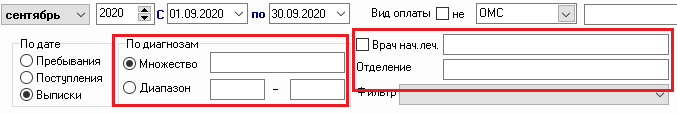 сентябрь 2020 С 01.09.2020 по 30.09.2020 Вид оплаты не ОМС
По дате По диагнозам Врач нач.леч.
Пребывания Множество
Поступления Отделение
Выписки Диапазон –
Фильтр